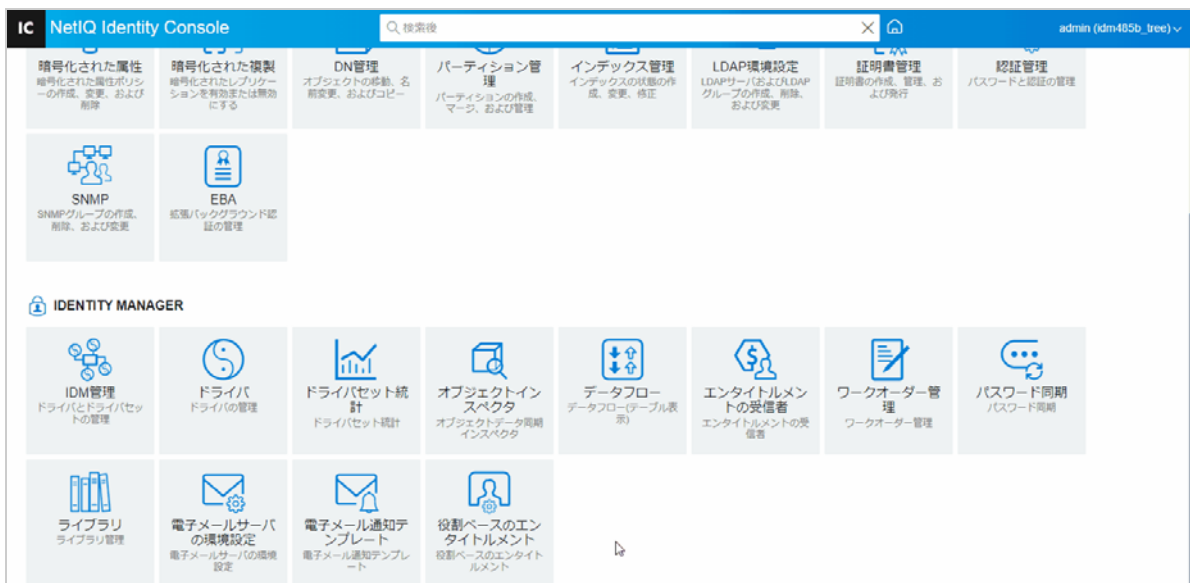 IC NetIQ Identity Console 検索後 admin (idm485b_tree)
暗号化された属性
暗号化された属性ポリシ
ーの作成、変更、および
削除
暗号化された複製
暗号化されたレプリケー
ションを有効または無効
にする
DN管理
オブジェクトの移動、名
前変更、およびコピー
パーティション管
理
パーティションの作成、
マージ、および管理
インデックス管理
インデックスの状態の作
成、変更、修正
LDAP環境設定
LDAPサーバおよびLDAP
グループの作成、削除、
および変更
証明書管理
証明書の作成、管理、お
よび発行
認証管理
パスワードと認証の管理
SNMP
SNMPグループの作成、
削除、および変更
EBA
拡張バックグラウンド認
証の管理
IDENTITY MANAGER
IDM管理
ドライバとドライバセッ
トの管理
ドライバ
ドライバの管理
ドライバセット統
計
ドライバセット統計
オブジェクトイン
スペクタ
オブジェクトデータ同期
インスペクタ
データフロー
データフロー(テーブル表
示)
エンタイトルメン
トの受信者
エンタイトルメントの受
信者
ワークオーダー管
理
ワークオーダー管理
パスワード同期
パスワード同期
ライブラリ
ライブラリ管理
電子メールサーバ
の環境設定
電子メールサーバの環境
設定
電子メール通知テ
ンプレート
電子メール通知テンプレ
ート
役割ベースのエン
タイトルメント
役割ベースのエンタイト
ルメント